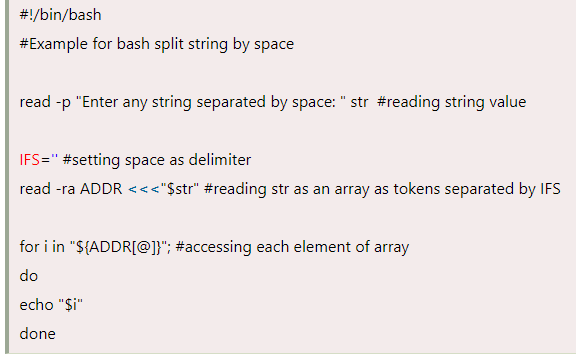 #!/bin/bash
#Example for bash split string by space
read -p "Enter any string separated by space: " str #reading string value
IFS='' #setting space as delimiter
read -ra ADDR <<<"$str" #reading str as an array as tokens separated by IFS
for i in "${ADDR[@]}"; #accessing each element of array
do
echo "$i"
done